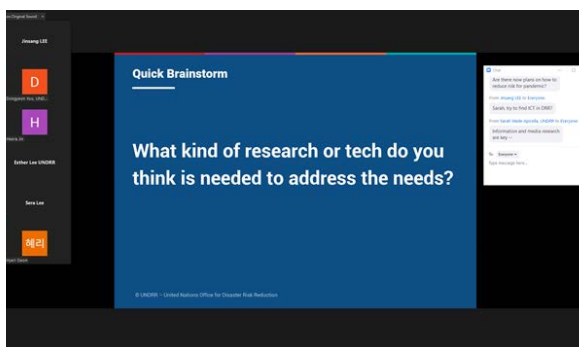 Jinsang LEE
D
H
Esther Lee UNDRR
Sera Lee
혜리
Quick Brainstorm
What kind of research or tech do you
think is needed to address the needs?
© UNDRR – United Nations Office for Disaster Risk Reduction
Chat
Are there now plans on how to
reduce risk for pandemic?
From Jinsang LEE to Everyone
Sarah, try to find ICT in DRR?
to Everyone
Information and media research
are key --
To Everyone
Type message here...